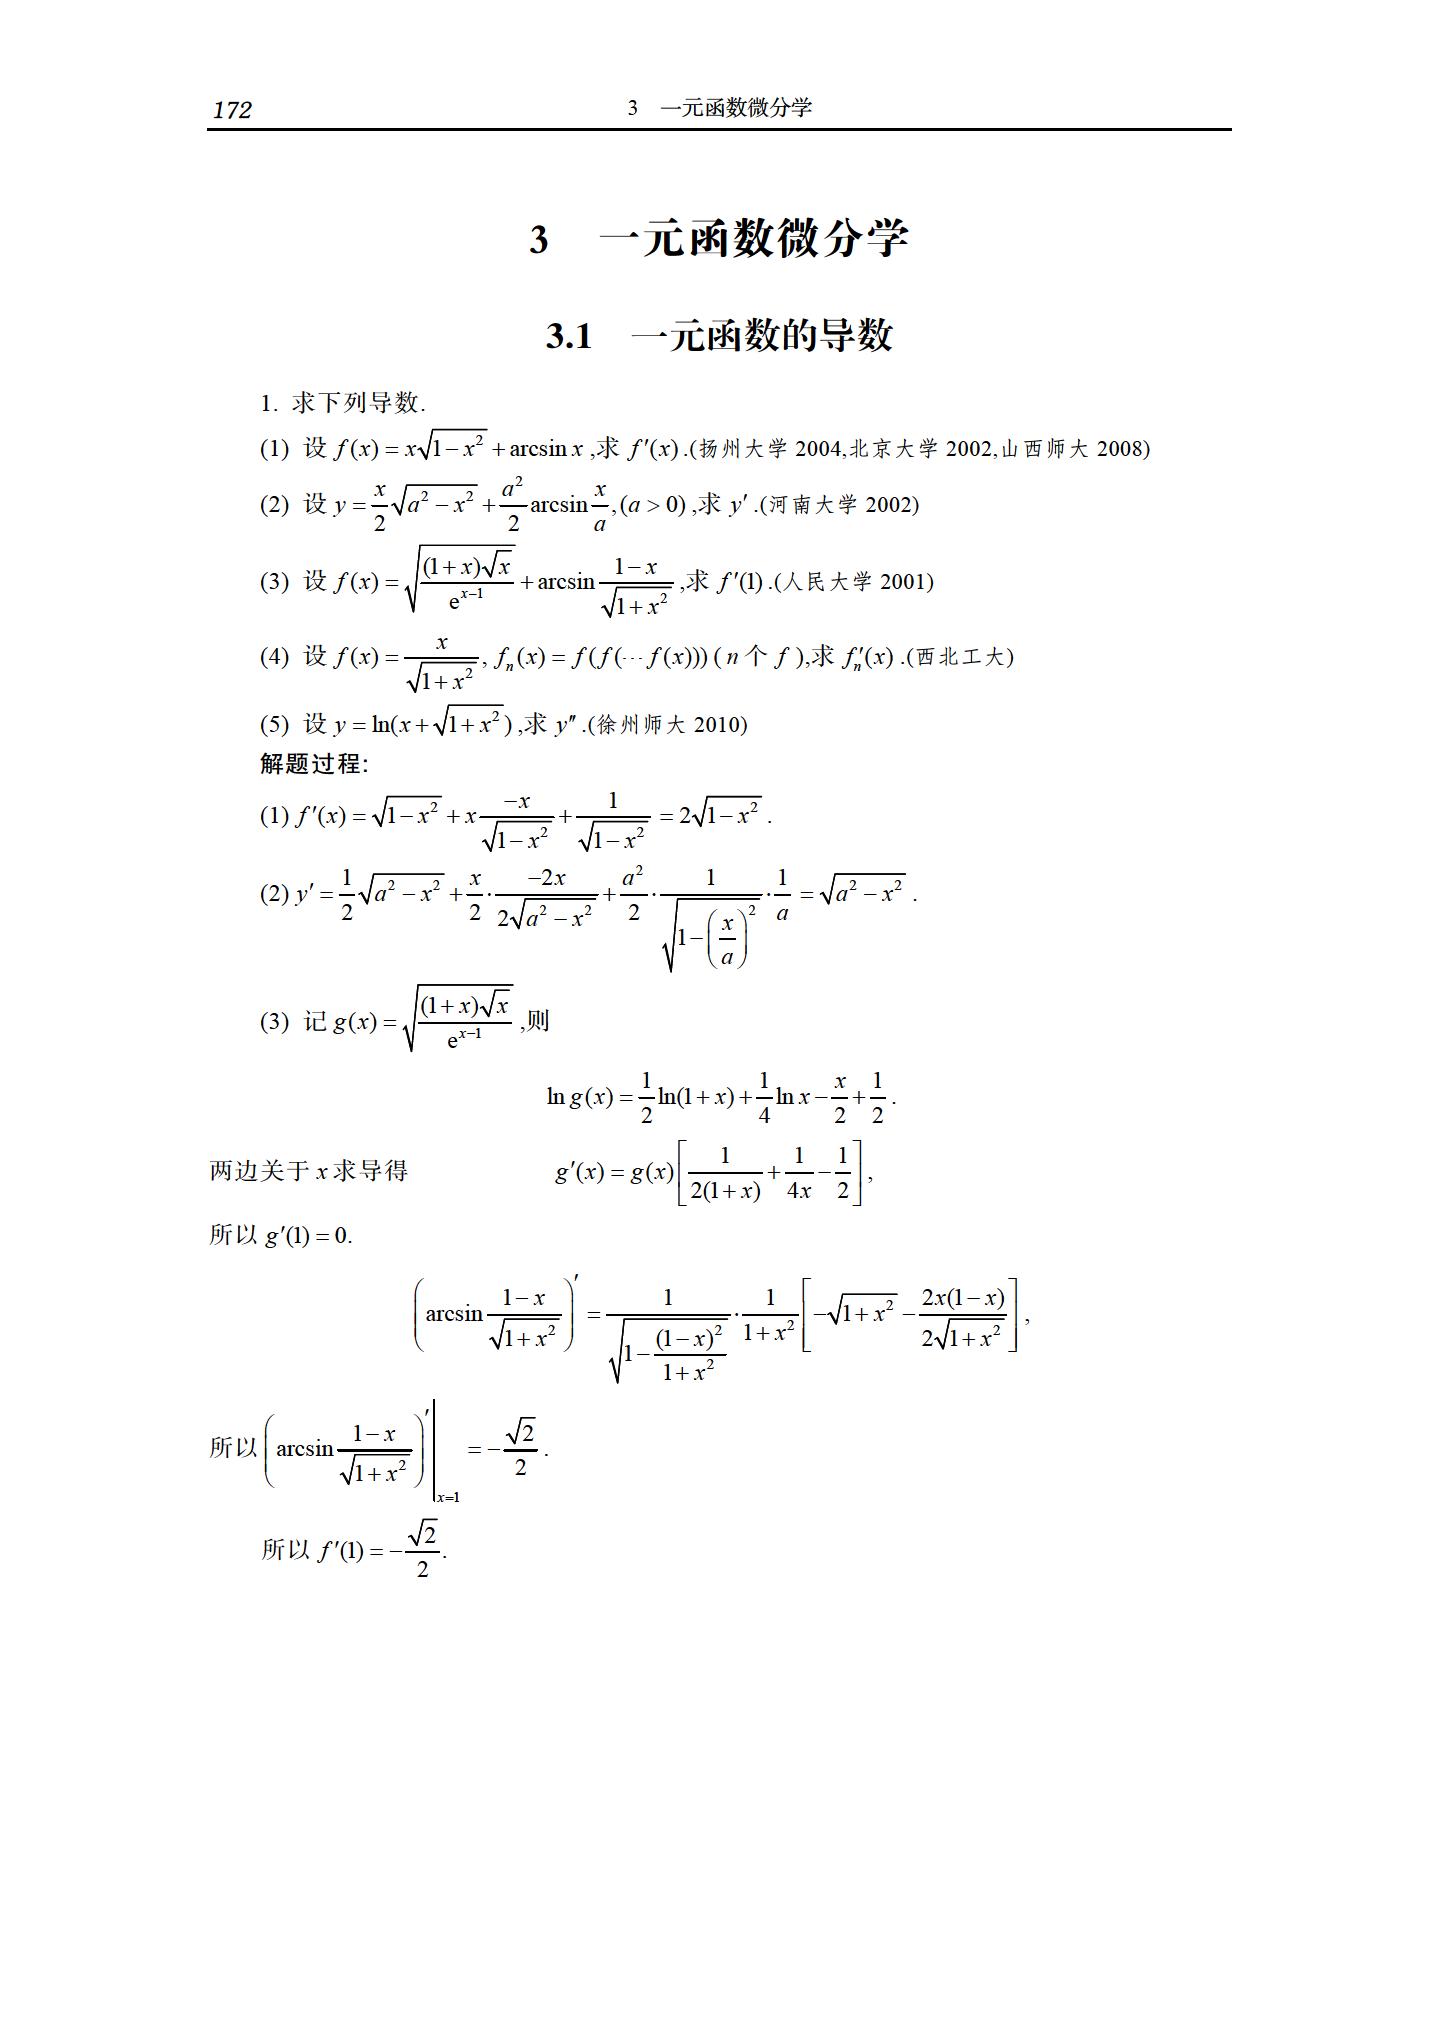 172 3 一元函数微分学
3 一元函数微分学
3.1 一元函数的导数
1. 求下列导数.
(1) 设 $f(x)=x\sqrt{1-x^2}+\arcsin x$ ,求 $f'(x)$ .(扬州大学 2004,北京大学 2002,山西师大 2008)
(2) 设 $y=\frac{x}{2}\sqrt{a^2-x^2}+\frac{a^2}{2}\arcsin\frac{x}{a},(a>0)$ ,求 $y'$ .(河南大学 2002)
(3) 设 $f(x)=\sqrt{\frac{(1+x)\sqrt{x}}{e^{x-1}}}+\arcsin\frac{1-x}{\sqrt{1+x^2}}$ ,求 $f'(1)$ .(人民大学 2001)
(4) 设 $f(x)=\frac{x}{\sqrt{1+x^2}}, f_n(x)=f(f(\cdots f(x)))$ ( $n$ 个 $f$ ),求 $f_n'(x)$ .(西北工大)
(5) 设 $y=\ln(x+\sqrt{1+x^2})$ ,求 $y''$ .(徐州师大 2010)
解题过程:
(1) $f'(x)=\sqrt{1-x^2}+x\frac{-x}{\sqrt{1-x^2}}+\frac{1}{\sqrt{1-x^2}}=2\sqrt{1-x^2}$ .
(2) $y'=\frac{1}{2}\sqrt{a^2-x^2}+\frac{x}{2}\cdot\frac{-2x}{2\sqrt{a^2-x^2}}+\frac{a^2}{2}\cdot\frac{1}{\sqrt{1-\left(\frac{x}{a}\right)^2}}\cdot\frac{1}{a}=\sqrt{a^2-x^2}$ .
(3) 记 $g(x)=\sqrt{\frac{(1+x)\sqrt{x}}{e^{x-1}}}$ ,则
$\ln g(x)=\frac{1}{2}\ln(1+x)+\frac{1}{4}\ln x-\frac{x}{2}+\frac{1}{2}$ .
两边关于 $x$ 求导得 $g'(x)=g(x)\left[\frac{1}{2(1+x)}+\frac{1}{4x}-\frac{1}{2}\right]$ ,
所以 $g'(1)=0$.
$\left(\arcsin\frac{1-x}{\sqrt{1+x^2}}\right)'=\frac{1}{\sqrt{1-\frac{(1-x)^2}{1+x^2}}}\cdot\frac{1}{1+x^2}\left[-\sqrt{1+x^2}-\frac{2x(1-x)}{2\sqrt{1+x^2}}\right]$ ,
所以 $\left.\left(\arcsin\frac{1-x}{\sqrt{1+x^2}}\right)'\right|_{x=1}=-\frac{\sqrt{2}}{2}$ .
所以 $f'(1)=-\frac{\sqrt{2}}{2}$.